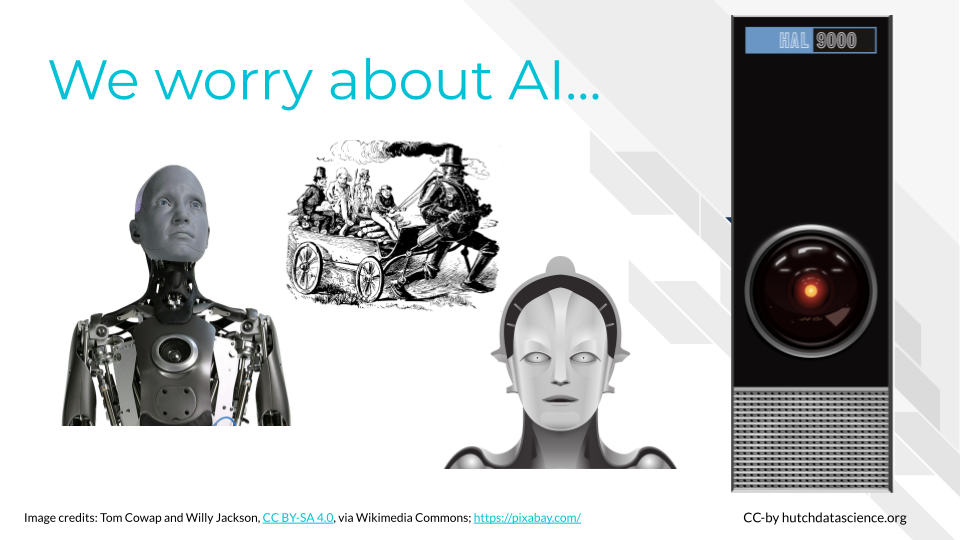 We worry about AI...
HAL 9000
Image credits: Tom Cowap and Willy Jackson, CC BY-SA 4.0, via Wikimedia Commons; https://pixabay.com/
CC-by hutchdatascience.org